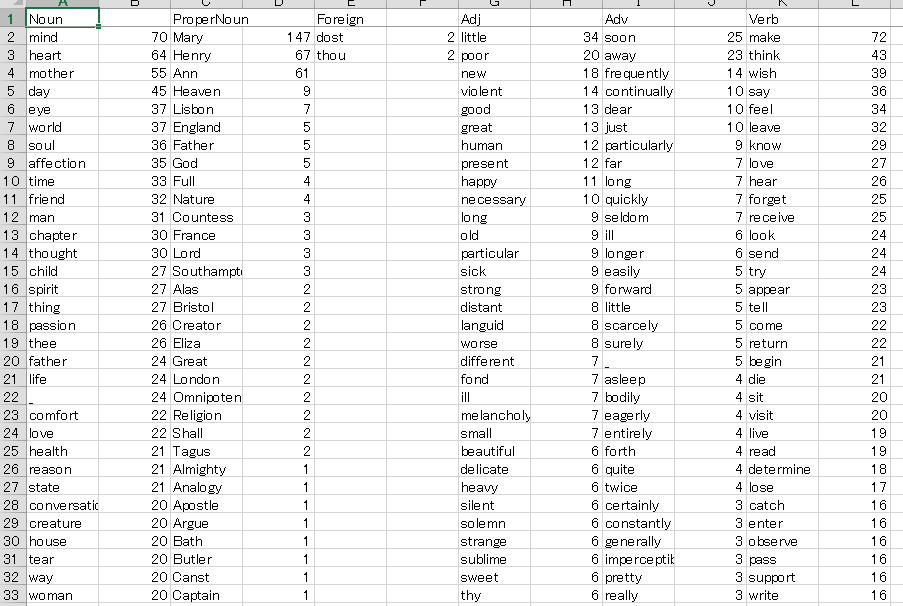 A B C D E F G H I J K L
1 Noun ProperNoun Foreign Adj Adv Verb
2 mind 70 Mary 147 dost 2 little 34 soon 25 make 72
3 heart 64 Henry 67 thou 2 poor 20 away 23 think 43
4 mother 55 Ann 61 new 18 frequently 14 wish 39
5 day 45 Heaven 9 violent 14 continually 10 say 36
6 eye 37 Lisbon 7 good 13 dear 10 feel 34
7 world 37 England 5 great 13 just 10 leave 32
8 soul 36 Father 5 human 12 particularly 9 know 29
9 affection 35 God 5 present 12 far 7 love 27
10 time 33 Full 4 happy 11 long 7 hear 26
11 friend 32 Nature 4 necessary 10 quickly 7 forget 25
12 man 31 Countess 3 long 9 seldom 7 receive 25
13 chapter 30 France 3 old 9 ill 6 look 24
14 thought 30 Lord 3 particular 9 longer 6 send 24
15 child 27 Southampt 3 sick 9 easily 5 try 24
16 spirit 27 Alas 2 strong 9 forward 5 appear 23
17 thing 27 Bristol 2 distant 8 little 5 tell 23
18 passion 26 Creator 2 languid 8 scarcely 5 come 22
19 thee 26 Eliza 2 worse 8 surely 5 return 22
20 father 24 Great 2 different 7 _ 5 begin 21
21 life 24 London 2 fond 7 asleep 4 die 21
22 _ 24 Omnipoten 2 ill 7 bodily 4 sit 20
23 comfort 22 Religion 2 melancholy 7 eagerly 4 visit 20
24 love 22 Shall 2 small 7 entirely 4 live 19
25 health 21 Tagus 2 beautiful 6 forth 4 read 19
26 reason 21 Almighty 1 delicate 6 quite 4 determine 18
27 state 21 Analogy 1 heavy 6 twice 4 lose 17
28 conversati 20 Apostle 1 silent 6 certainly 3 catch 16
29 creature 20 Argue 1 solemn 6 constantly 3 enter 16
30 house 20 Bath 1 strange 6 generally 3 observe 16
31 tear 20 Butler 1 sublime 6 imperceptib 3 pass 16
32 way 20 Canst 1 sweet 6 pretty 3 support 16
33 woman 20 Captain 1 thy 6 really 3 write 16